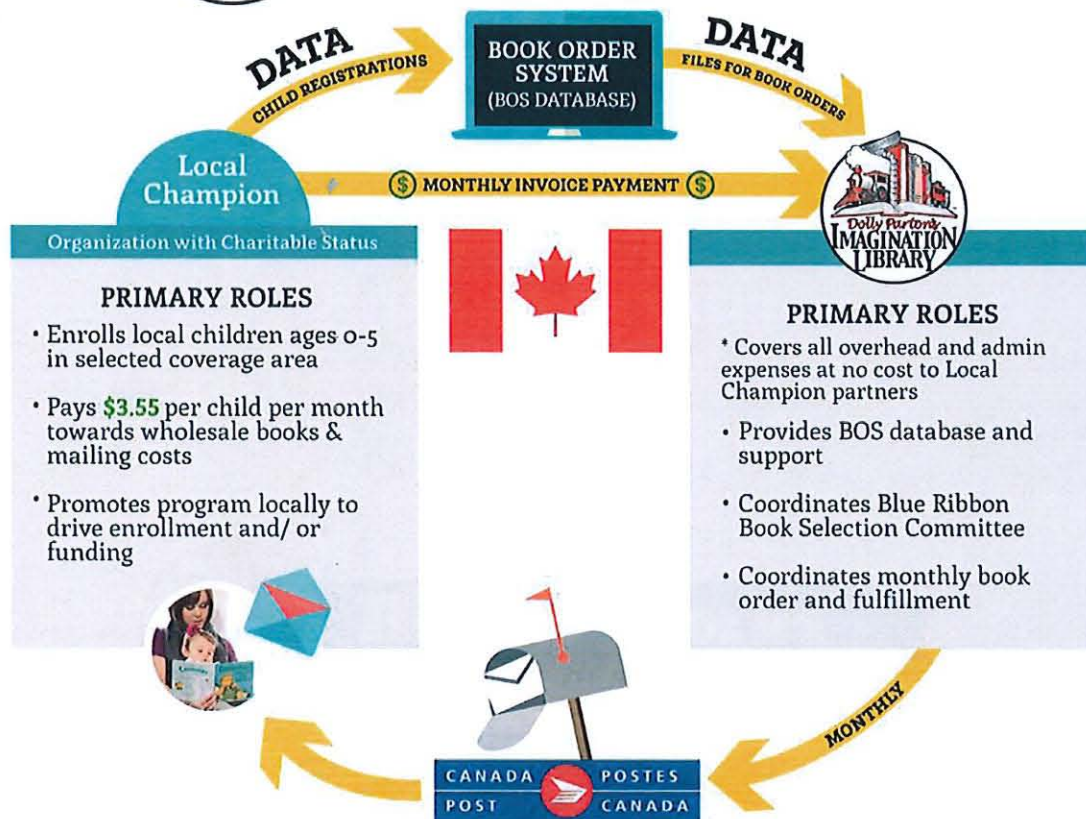 DATA
CHILD REGISTRATIONS
BOOK ORDER
SYSTEM
(BOS DATABASE)
DATA
FILES FOR BOOK ORDERS
Local
Champion
$ MONTHLY INVOICE PAYMENT $
Dolly Parton's
IMAGINATION
LIBRARY
Organization with Charitable Status
PRIMARY ROLES
• Enrolls local children ages 0-5
in selected coverage area
• Pays $3.55 per child per month
towards wholesale books &
mailing costs
• Promotes program locally to
drive enrollment and/ or
funding
PRIMARY ROLES
* Covers all overhead and admin
expenses at no cost to Local
Champion partners
• Provides BOS database and
support
• Coordinates Blue Ribbon
Book Selection Committee
• Coordinates monthly book
order and fulfillment
MONTHLY
CANADA POSTES
POST CANADA